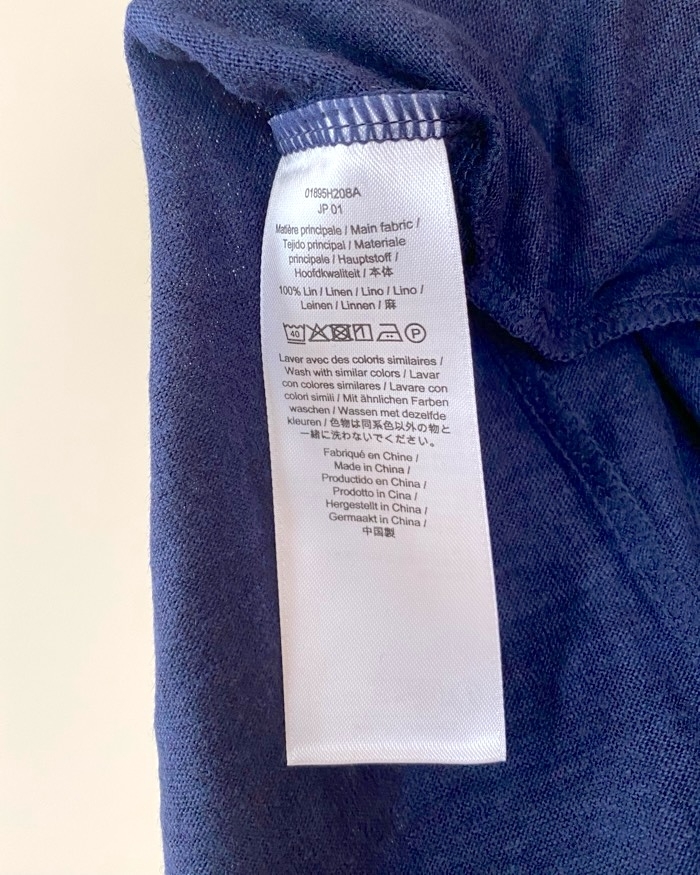 01895H208A
JP 01
Matière principale / Main fabric /
Tejido principal / Materiale
principale / Hauptstoff /
Hoofdkwaliteit / 本体
100% Lin / Linen / Lino / Lino /
Leinen / Linnen / 麻
40 P
Laver avec des coloris similaires /
Wash with similar colors / Lavar
con colores similares / Lavare con
colori simili / Mit ähnlichen Farben
waschen / Wassen met dezelfde
kleuren / 色物は同系色以外の物と
一緒に洗わないでください。
Fabriqué en Chine /
Made in China /
Productido en China /
Prodotto in Cina /
Hergestellt in China /
Germaakt in China /
中国製